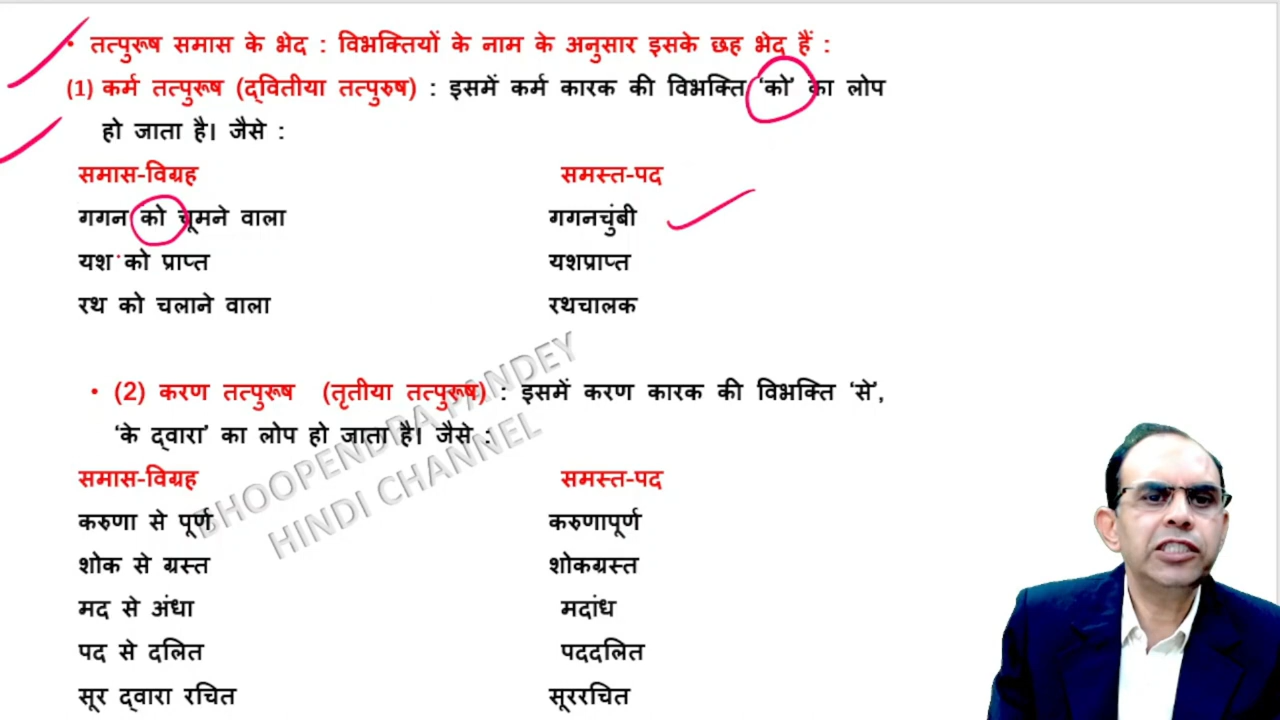 • तत्पुरूष समास के भेद : विभक्तियों के नाम के अनुसार इसके छह भेद हैं :
(1) कर्म तत्पुरूष (द्वितीया तत्पुरुष) : इसमें कर्म कारक की विभक्ति ‘को’ का लोप
हो जाता है। जैसे :
समास-विग्रह समस्त-पद
गगन को चूमने वाला गगनचुंबी
यश को प्राप्त यशप्राप्त
रथ को चलाने वाला रथचालक
• (2) करण तत्पुरूष (तृतीया तत्पुरूष) : इसमें करण कारक की विभक्ति ‘से’,
‘के द्वारा’ का लोप हो जाता है। जैसे :
समास-विग्रह समस्त-पद
करुणा से पूर्ण करुणापूर्ण
शोक से ग्रस्त शोकग्रस्त
मद से अंधा मदांध
पद से दलित पददलित
सूर द्वारा रचित सूररचित
BHOOPENDRA PANDEY
HINDI CHANNEL